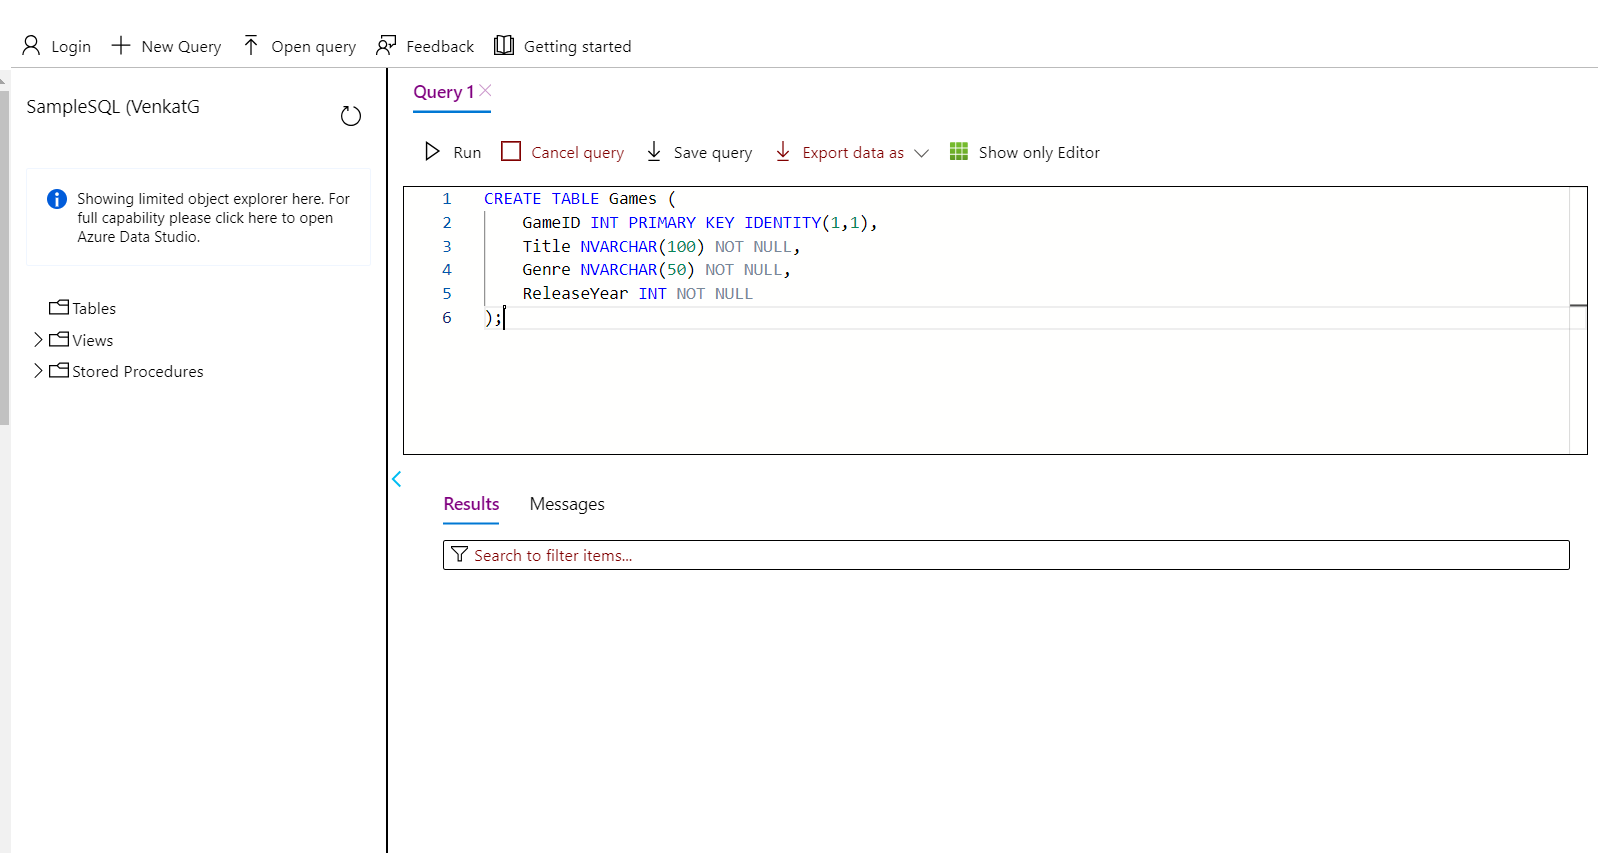 Login New Query Open query Feedback Getting started
SampleSQL (VenkatG
Showing limited object explorer here. For
full capability please click here to open
Azure Data Studio.
Tables
Views
Stored Procedures
Query 1
Run Cancel query Save query Export data as Show only Editor
1 CREATE TABLE Games (
2 GameID INT PRIMARY KEY IDENTITY(1,1),
3 Title NVARCHAR(100) NOT NULL,
4 Genre NVARCHAR(50) NOT NULL,
5 ReleaseYear INT NOT NULL
6 );
Results Messages
Search to filter items...